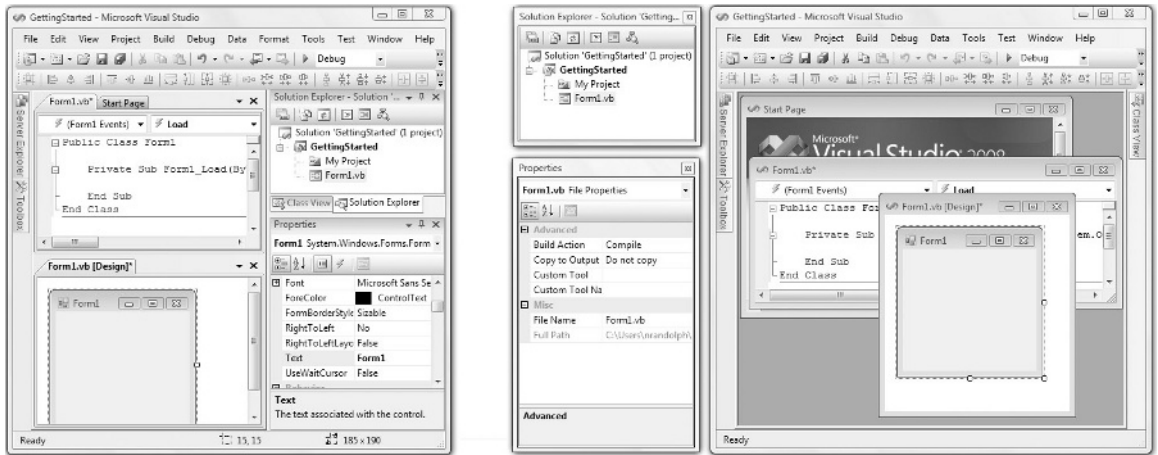 GettingStarted - Microsoft Visual Studio
File Edit View Project Build Debug Data Format Tools Test Window Help
Debug
Form1.vb* Start Page
(Form1 Events) Load
Public Class Form1
Private Sub Form1_Load(By
End Sub
End Class
Server Explorer
Toolbox
Form1.vb [Design]*
Form1
Solution Explorer - Solution '...
Solution 'GettingStarted' (1 project)
GettingStarted
My Project
Form1.vb
Class View Solution Explorer
Properties
Form1 System.Windows.Forms.Form
Font Microsoft Sans Se
ForeColor ControlText
FormBorderStyle Sizable
RightToLeft No
RightToLeftLayo False
Text Form1
UseWaitCursor False
Behavior
Text
The text associated with the control.
Ready 15, 15 185 x 190
Solution Explorer - Solution 'Getting...
Solution 'GettingStarted' (1 project)
GettingStarted
My Project
Form1.vb
Properties
Form1.vb File Properties
Advanced
Build Action Compile
Copy to Output Do not copy
Custom Tool
Custom Tool Na
Misc
File Name Form1.vb
Full Path C:\Users\nrandolph\
Advanced
GettingStarted - Microsoft Visual Studio
File Edit View Project Build Debug Data Tools Test Window Help
Debug
Server Explorer
Toolbox
Start Page
Microsoft®
Visual Studio 2008
Form1.vb*
(Form1 Events) Load
Public Class For
Private Sub em.O
End Sub
End Class
Form1.vb [Design]*
Form1
Class View
Ready